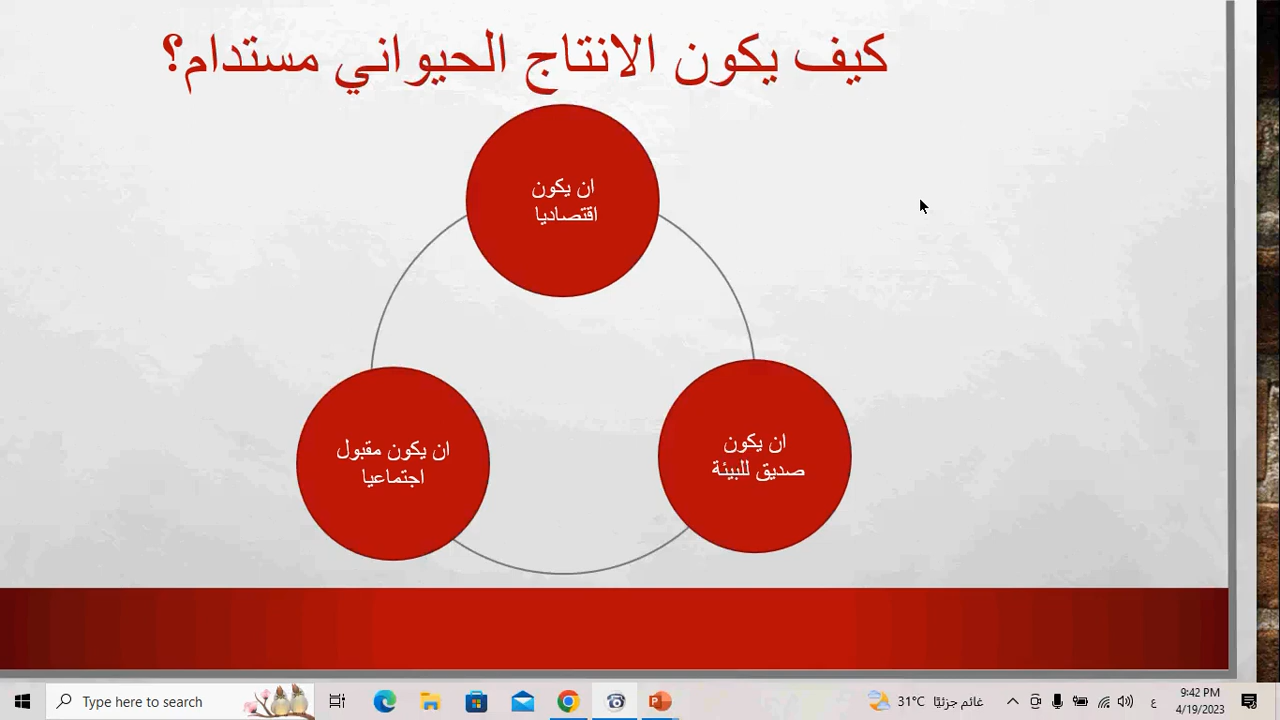 كيف يكون الانتاج الحيواني مستدام؟
ان يكون
اقتصاديا
ان يكون
صديق للبيئة
ان يكون مقبول
اجتماعيا
Type here to search
31°C غائم جزئيًا
ع
9:42 PM
4/19/2023